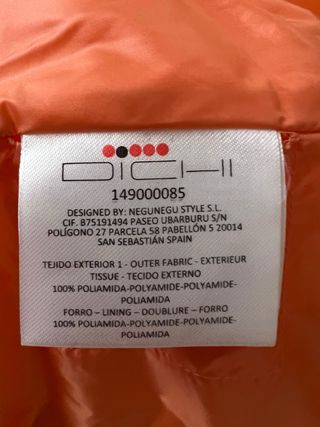 DICHI
149000085
DESIGNED BY: NEGUNEGU STYLE S.L.
CIF. B75191494 PASEO UBARBURU S/N
POLÍGONO 27 PARCELA 58 PABELLÓN 5 20014
SAN SEBASTIÁN SPAIN
TEJIDO EXTERIOR 1 - OUTER FABRIC - EXTERIEUR
TISSUE - TECIDO EXTERNO
100% POLIAMIDA-POLYAMIDE-POLYAMIDE-
POLIAMIDA
FORRO – LINING – DOUBLURE – FORRO
100% POLIAMIDA-POLYAMIDE-POLYAMIDE-
POLIAMIDA